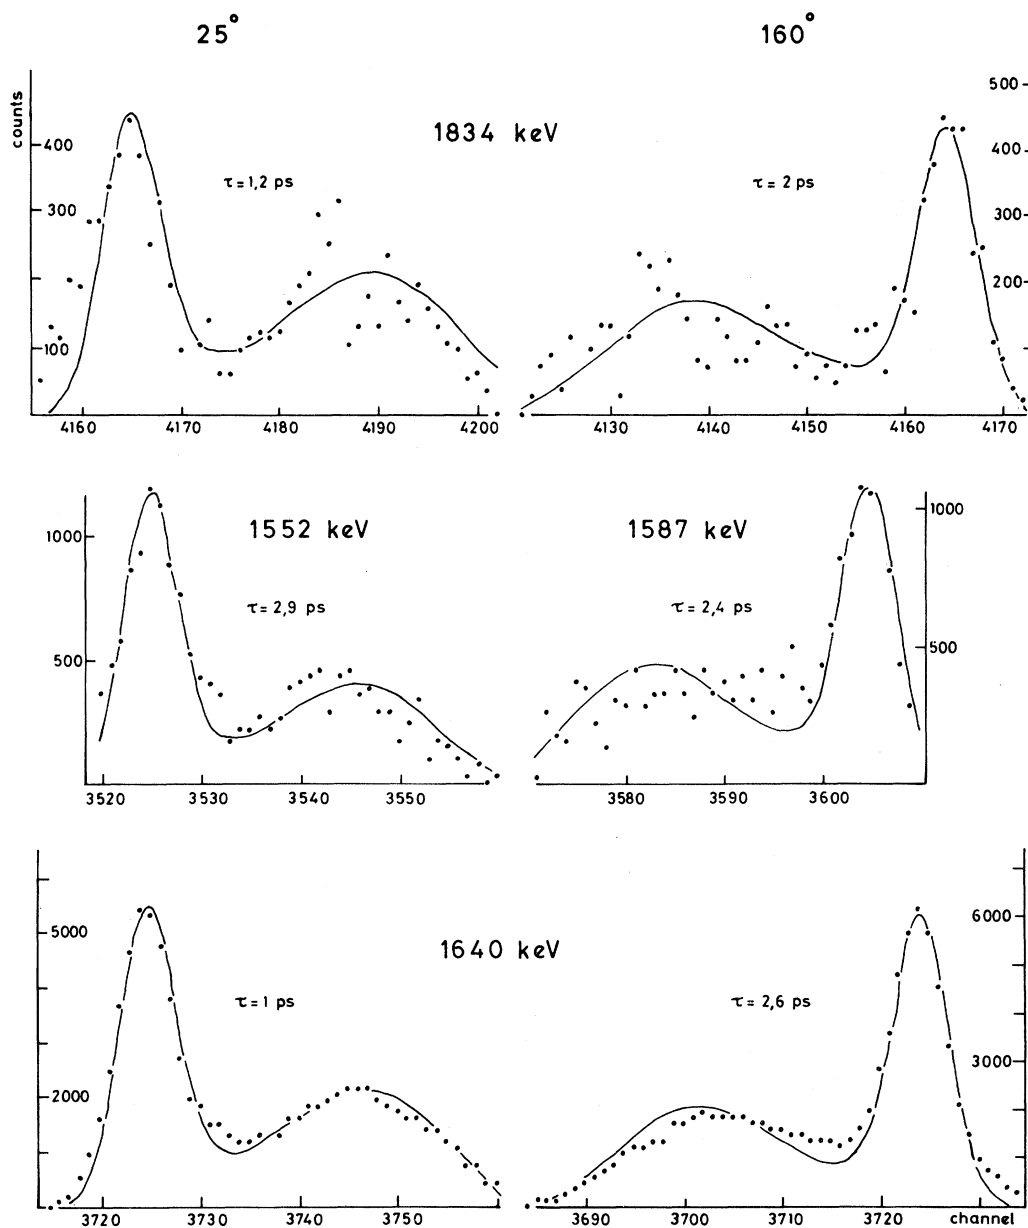 25° 160°
counts
1834 keV
τ = 1,2 ps τ = 2 ps
400 300 100
500 400 300 200
4160 4170 4180 4190 4200
4130 4140 4150 4160 4170
1552 keV 1587 keV
τ = 2,9 ps τ = 2,4 ps
1000 500
1000 500
3520 3530 3540 3550
3580 3590 3600
1640 keV
τ = 1 ps τ = 2,6 ps
5000 2000
6000 3000
3720 3730 3740 3750
3690 3700 3710 3720 channel